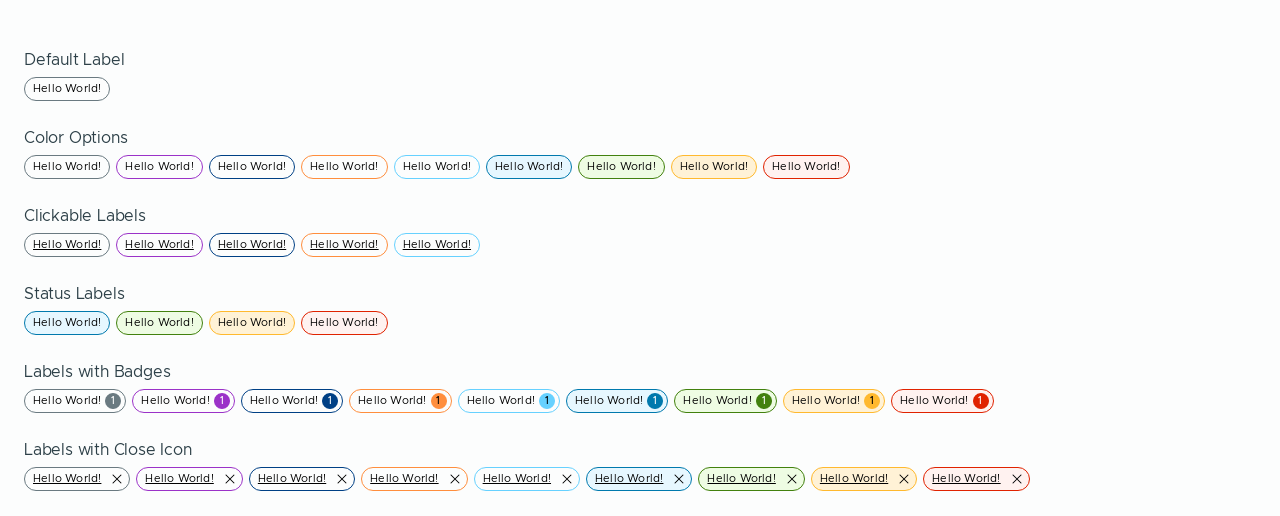 Default Label
Hello World!
Color Options
Hello World! Hello World! Hello World! Hello World! Hello World! Hello World! Hello World! Hello World! Hello World!
Clickable Labels
Hello World! Hello World! Hello World! Hello World! Hello World!
Status Labels
Hello World! Hello World! Hello World! Hello World!
Labels with Badges
Hello World! 1 Hello World! 1 Hello World! 1 Hello World! 1 Hello World! 1 Hello World! 1 Hello World! 1 Hello World! 1 Hello World! 1
Labels with Close Icon
Hello World! Hello World! Hello World! Hello World! Hello World! Hello World! Hello World! Hello World! Hello World!